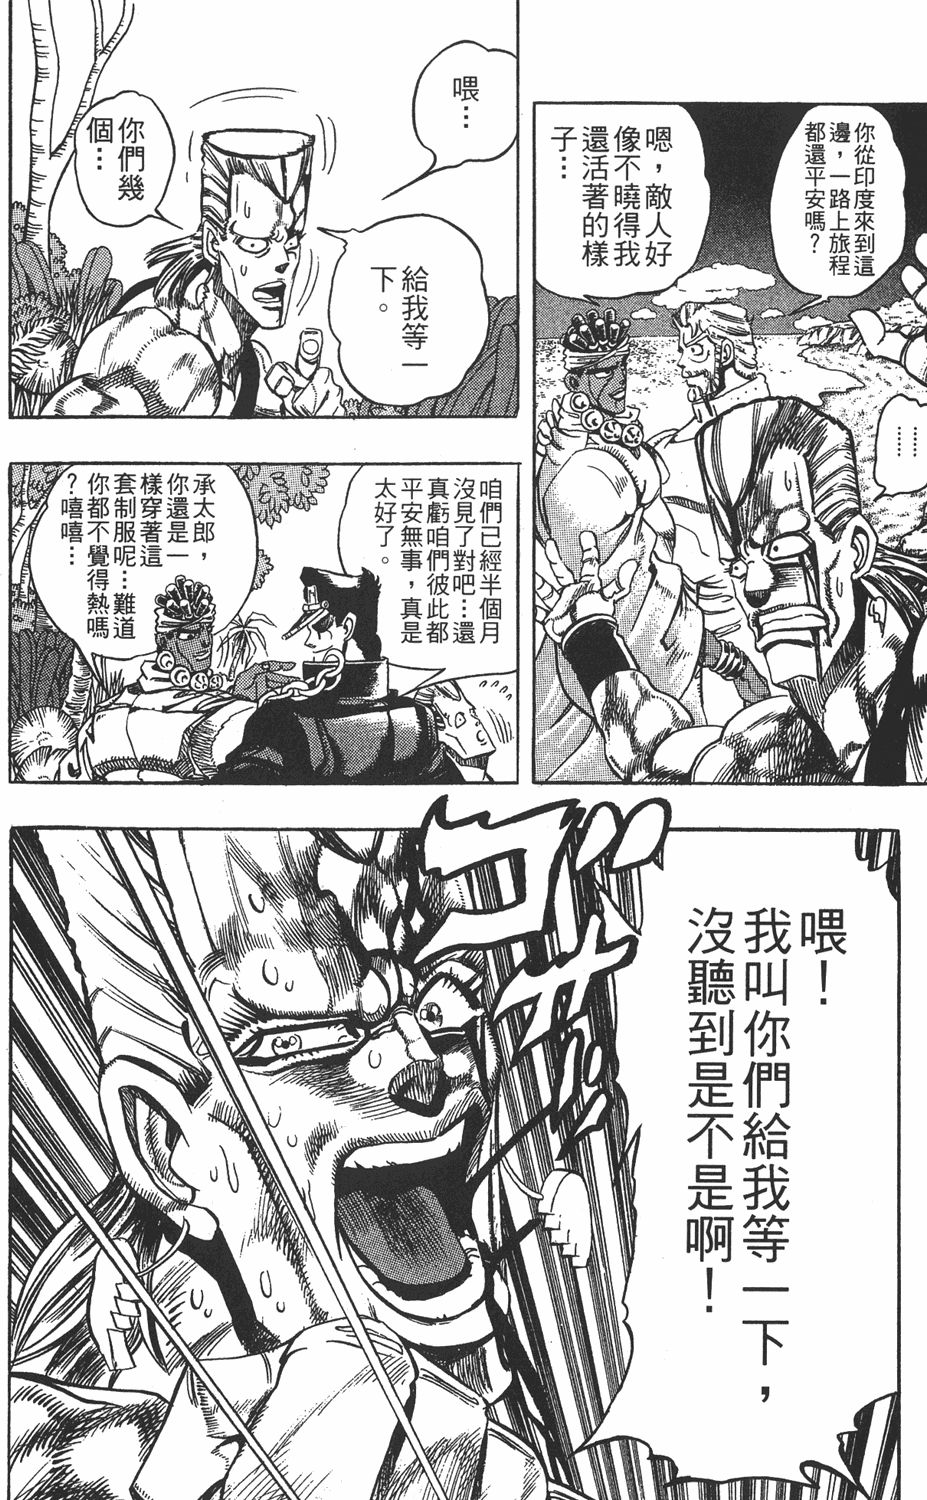 你從印度來到這
邊，一路上旅程
都還平安嗎？
嗯，敵人好
像不曉得我
還活著的樣
子…
……
喂…
你們幾
個…
給我等一
下。
咱們已經半個月
沒見了對吧…還
真虧咱們彼此都
平安無事，真是
太好了。
承太郎，
你還是一
樣穿著這
套制服呢…難道
你都不覺得熱嗎
？嘻嘻…
喂！
我叫你們給我等一下，
沒聽到是不是啊！
ゴゴゴゴ